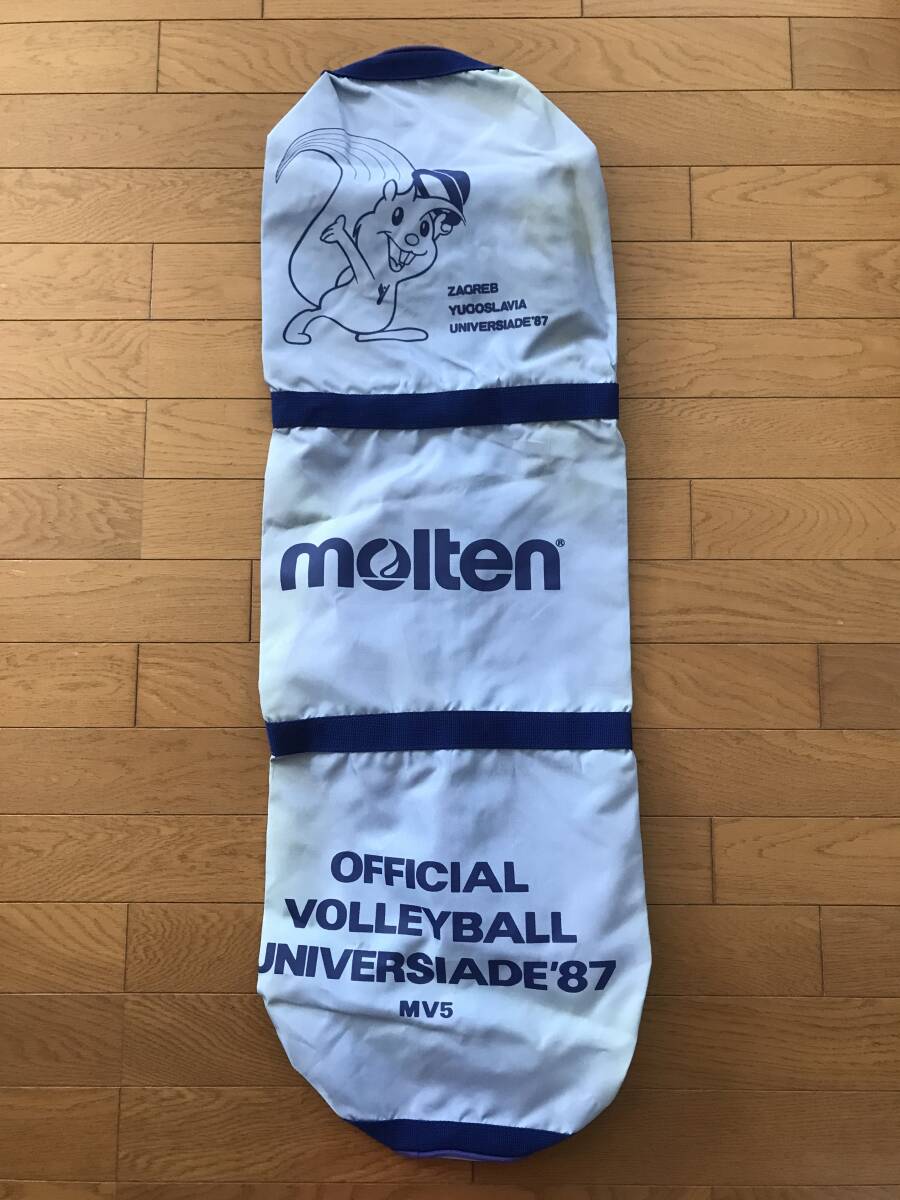 ZAGREB
YUGOSLAVIA
UNIVERSIADE'87
molten®
OFFICIAL
VOLLEYBALL
UNIVERSIADE'87
MV5